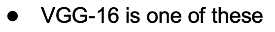 ● VGG-16 is one of these